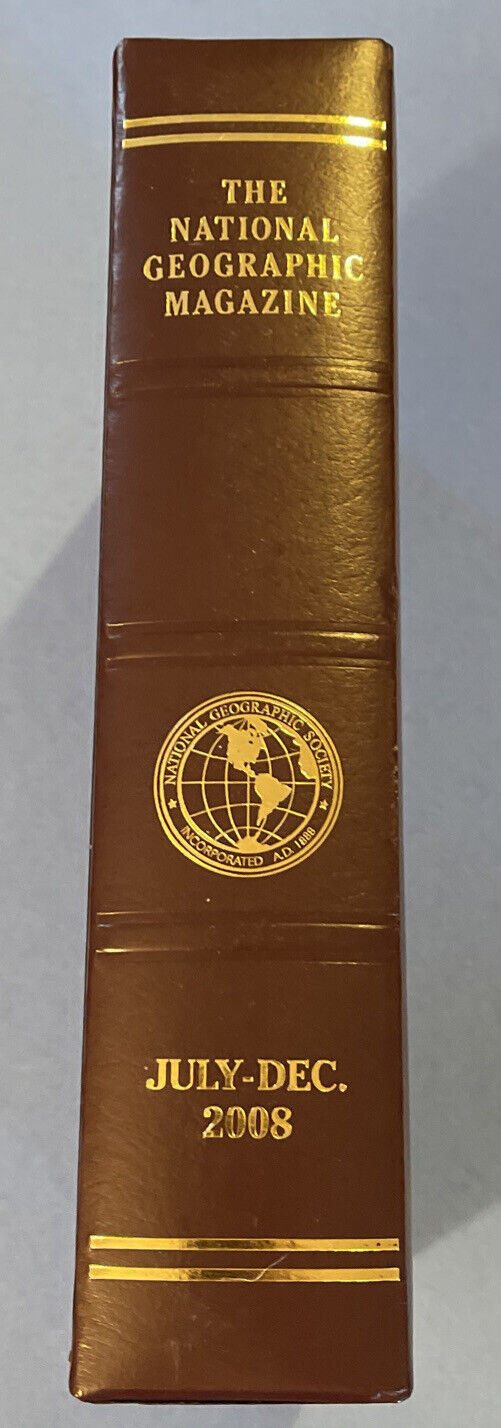 THE
NATIONAL
GEOGRAPHIC
MAGAZINE
NATIONAL GEOGRAPHIC SOCIETY
INCORPORATED A.D. 1888
JULY-DEC.
2008